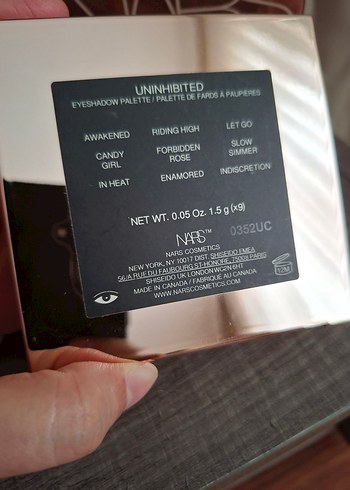 UNINHIBITED
EYESHADOW PALETTE / PALETTE DE FARDS À PAUPIÈRES
AWAKENED RIDING HIGH LET GO
CANDY GIRL FORBIDDEN ROSE SLOW SIMMER
IN HEAT ENAMORED INDISCRETION
NET WT. 0.05 Oz. 1.5 g (x9)
0352UC
NARS™
NARS COSMETICS
NEW YORK, NY 10017 DIST. SHISEIDO EMEA
56/A RUE DU FAUBOURG ST-HONORE, 75008 PARIS
SHISEIDO UK LONDON WC2N 6HT
MADE IN CANADA / FABRIQUÉ AU CANADA
WWW.NARSCOSMETICS.COM
12M